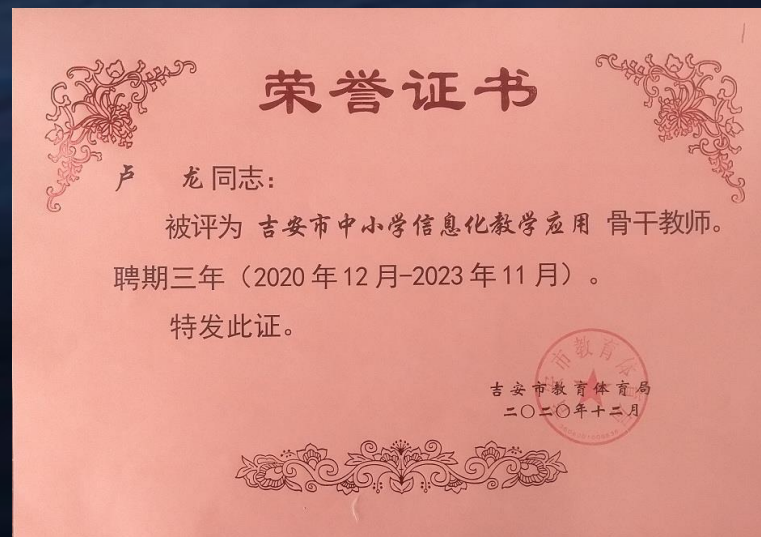 荣誉证书
卢 龙同志：
被评为 吉安市中小学信息化教学应用 骨干教师。
聘期三年（2020年12月-2023年11月）。
特发此证。
吉安市教育体育局
二〇二〇年十二月